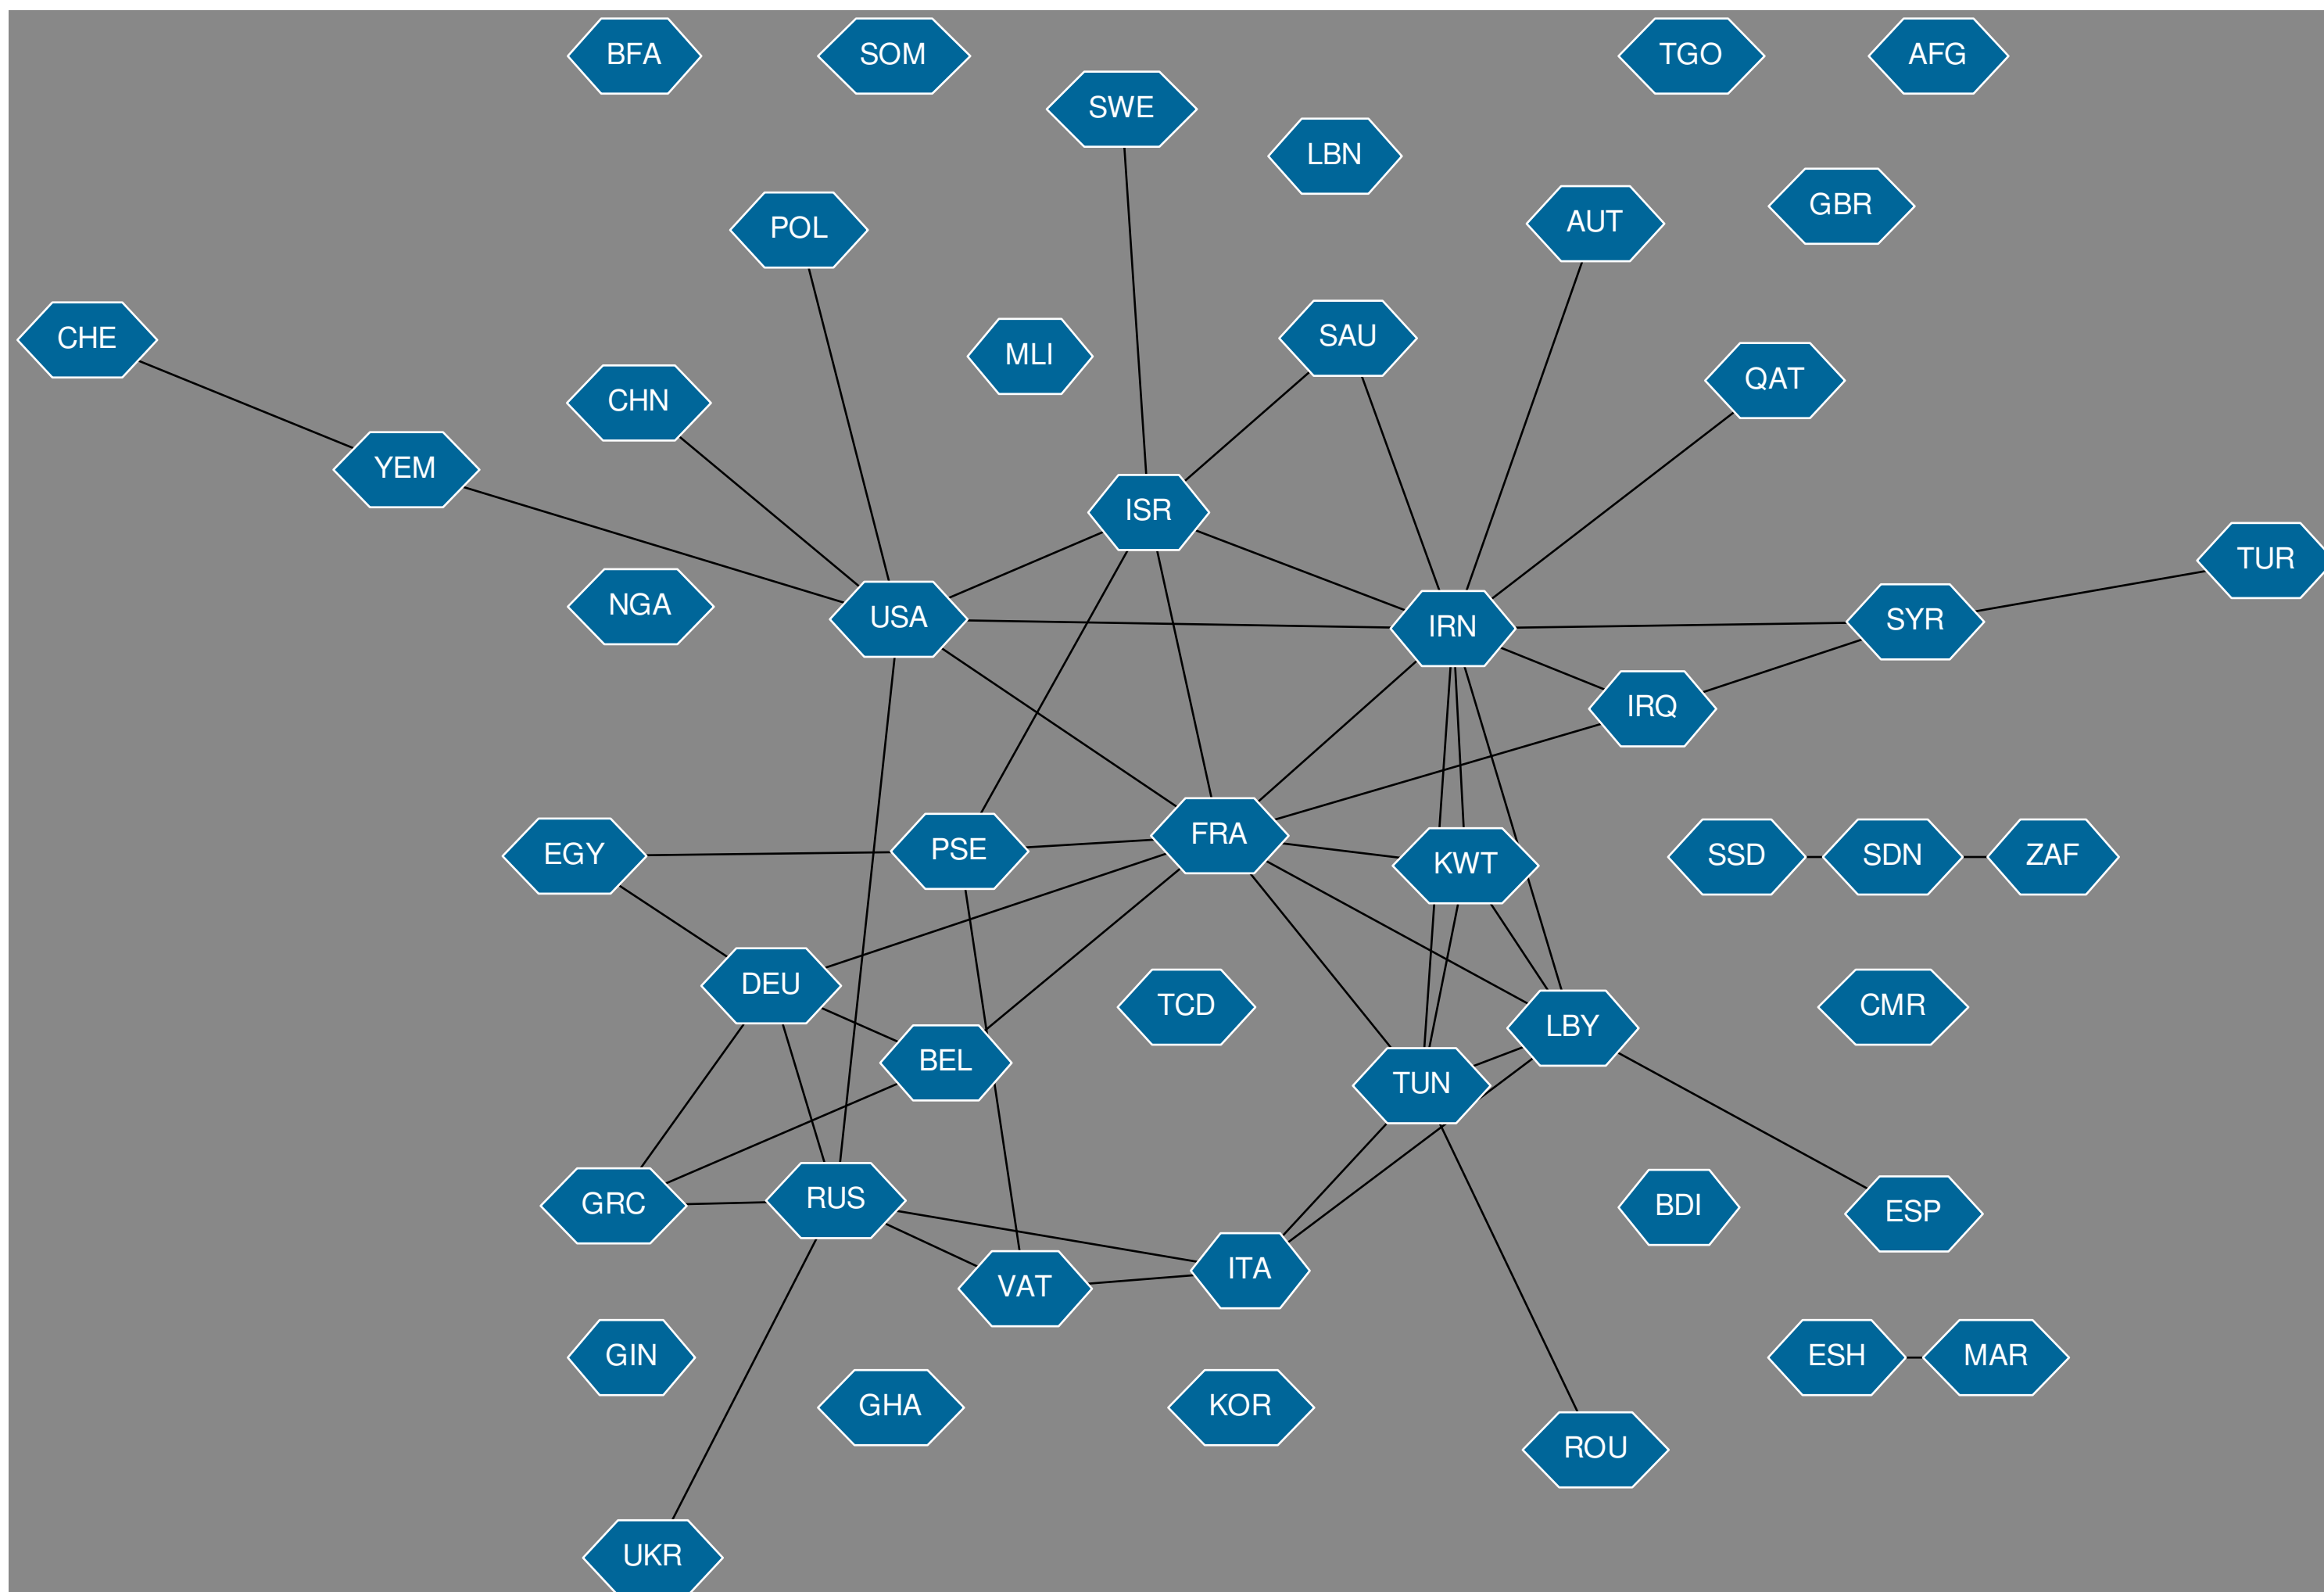 BFA
SOM
TGO
AFG
SWE
LBN
GBR
AUT
POL
CHE
SAU
MLI
QAT
CHN
YEM
ISR
TUR
NGA
USA
IRN
SYR
IRQ
FRA
PSE
EGY
KWT
SSD
SDN
ZAF
DEU
TCD
CMR
LBY
BEL
TUN
RUS
GRC
BDI
ESP
ITA
VAT
GIN
ESH
MAR
GHA
KOR
ROU
UKR